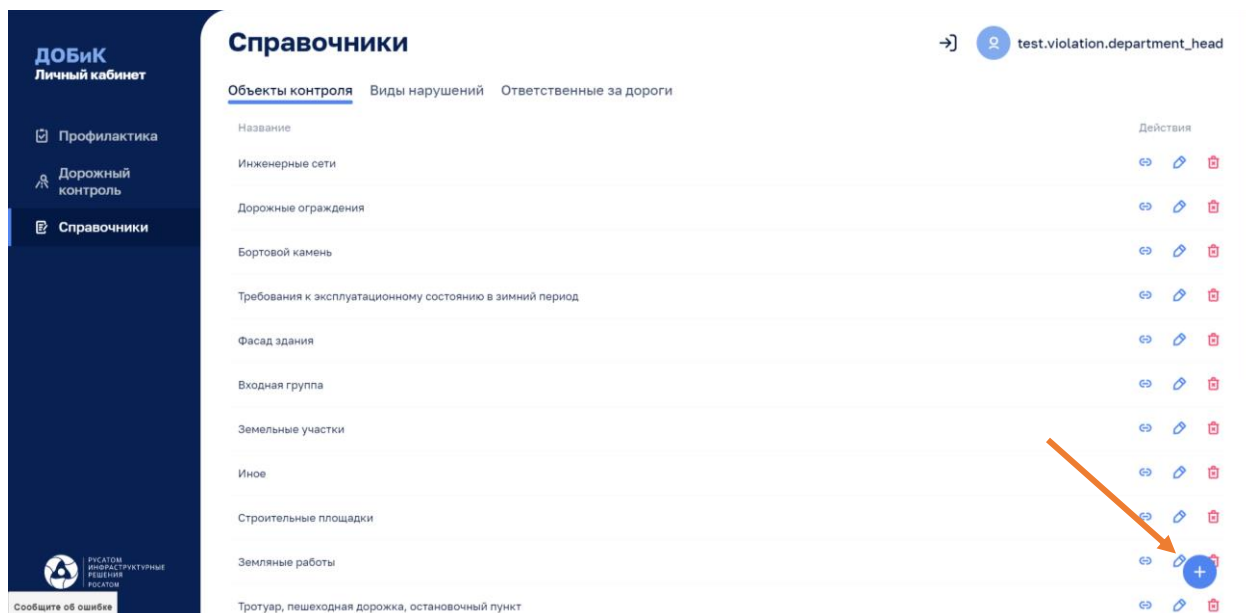 ДОБиК
Личный кабинет
Профилактика
Дорожный
контроль
Справочники
РУСАТОМ
ИНФРАСТРУКТУРНЫЕ
РЕШЕНИЯ
РОСАТОМ
Сообщите об ошибке
Справочники
test.violation.department_head
Объекты контроля Виды нарушений Ответственные за дороги
Название Действия
Инженерные сети
Дорожные ограждения
Бортовой камень
Требования к эксплуатационному состоянию в зимний период
Фасад здания
Входная группа
Земельные участки
Иное
Строительные площадки
Земляные работы
Тротуар, пешеходная дорожка, остановочный пункт